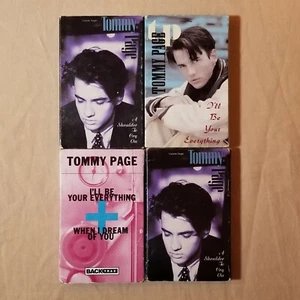 Tommy
Page
A
Shoulder
To
Cry
On
TOMMY PAGE
I'll
Be
Your
Everything
TOMMY PAGE
I'LL BE
YOUR EVERYTHING
+
WHEN I DREAM
OF YOU
BACKTRAX
Tommy
Page
A
Shoulder
To
Cry
On